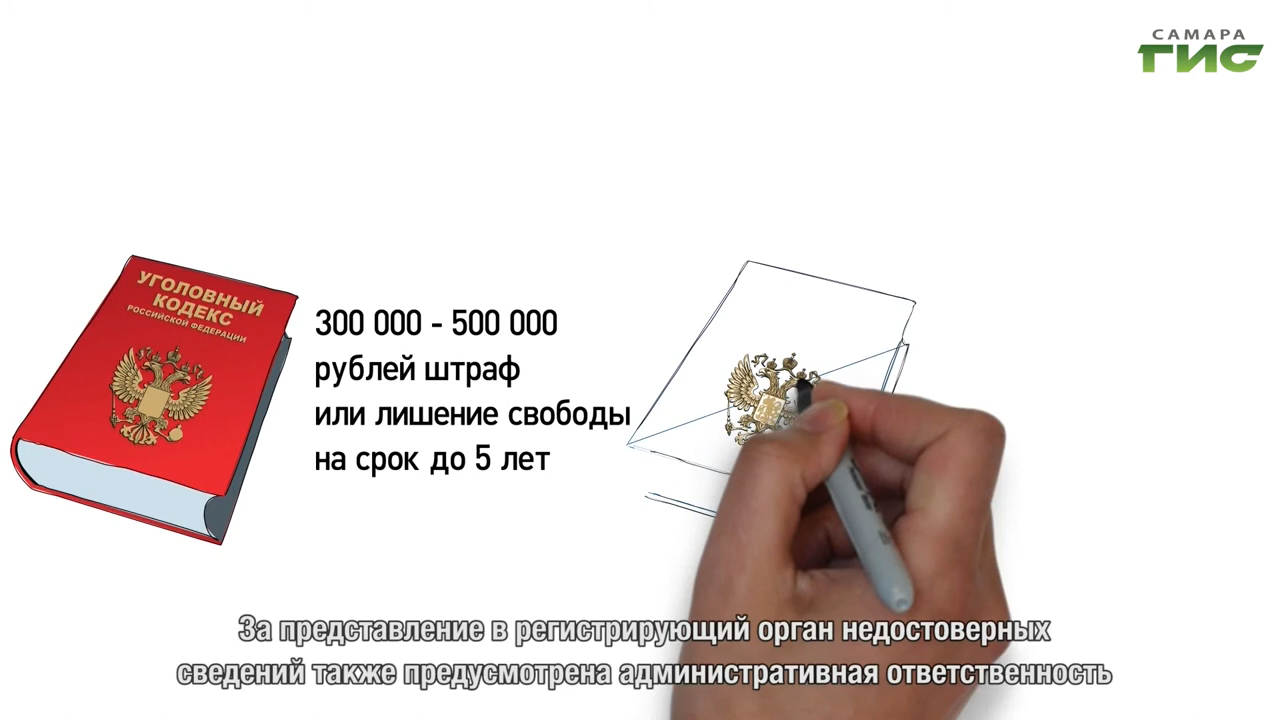 САМАРА
ГИС
УГОЛОВНЫЙ
КОДЕКС
РОССИЙСКОЙ ФЕДЕРАЦИИ
300 000 - 500 000
рублей штраф
или лишение свободы
на срок до 5 лет
За представление в регистрирующий орган недостоверных
сведений также предусмотрена административная ответственность